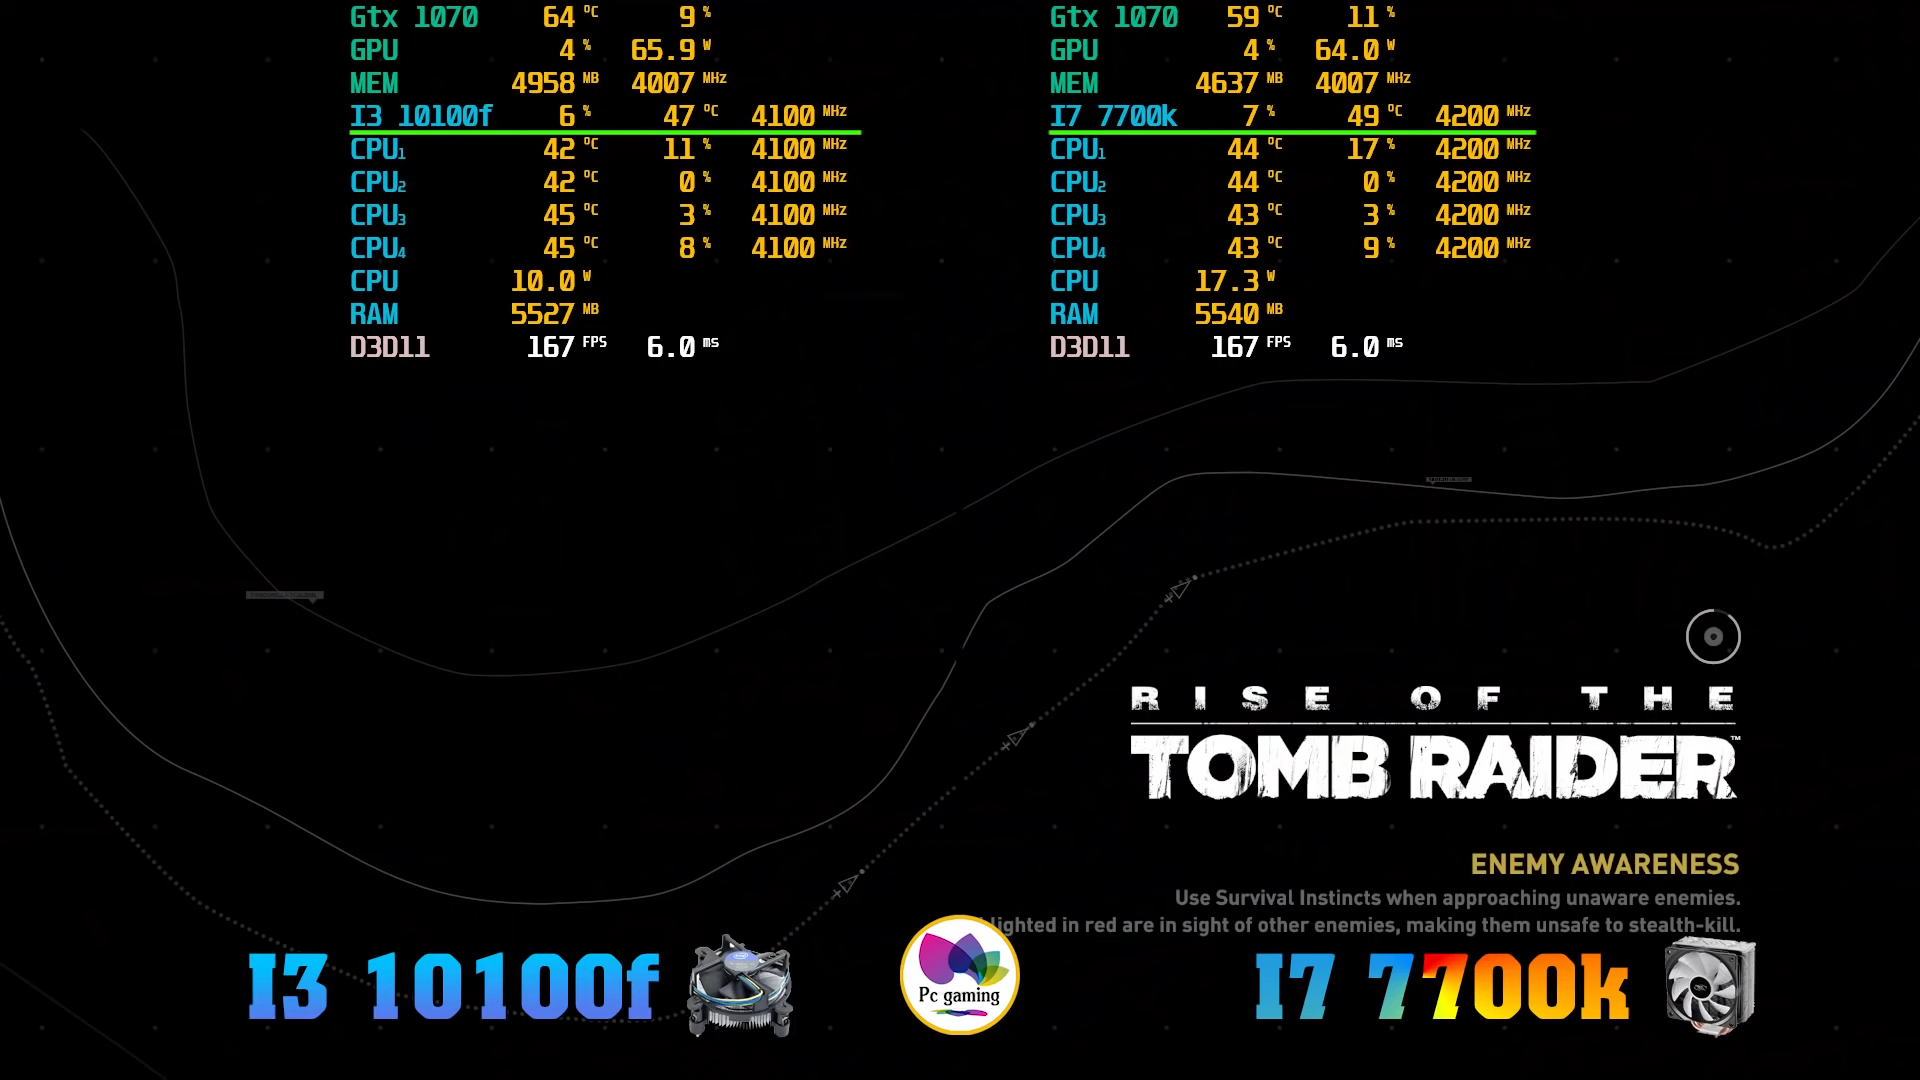 Gtx 1070 64 °C 9 %
GPU 4 % 65.9 W
MEM 4958 MB 4007 MHz
I3 10100f 6 % 47 °C 4100 MHz
CPU1 42 °C 11 % 4100 MHz
CPU2 42 °C 0 % 4100 MHz
CPU3 45 °C 3 % 4100 MHz
CPU4 45 °C 8 % 4100 MHz
CPU 10.0 W
RAM 5527 MB
D3D11 167 FPS 6.0 ms
Gtx 1070 59 °C 11 %
GPU 4 % 64.0 W
MEM 4637 MB 4007 MHz
I7 7700k 7 % 49 °C 4200 MHz
CPU1 44 °C 17 % 4200 MHz
CPU2 44 °C 0 % 4200 MHz
CPU3 43 °C 3 % 4200 MHz
CPU4 43 °C 9 % 4200 MHz
CPU 17.3 W
RAM 5540 MB
D3D11 167 FPS 6.0 ms
RISE OF THE
TOMB RAIDER™
ENEMY AWARENESS
Use Survival Instincts when approaching unaware enemies.
in red are in sight of other enemies, making them unsafe to stealth-kill.
I3 10100f
Pc gaming
I7 7700k